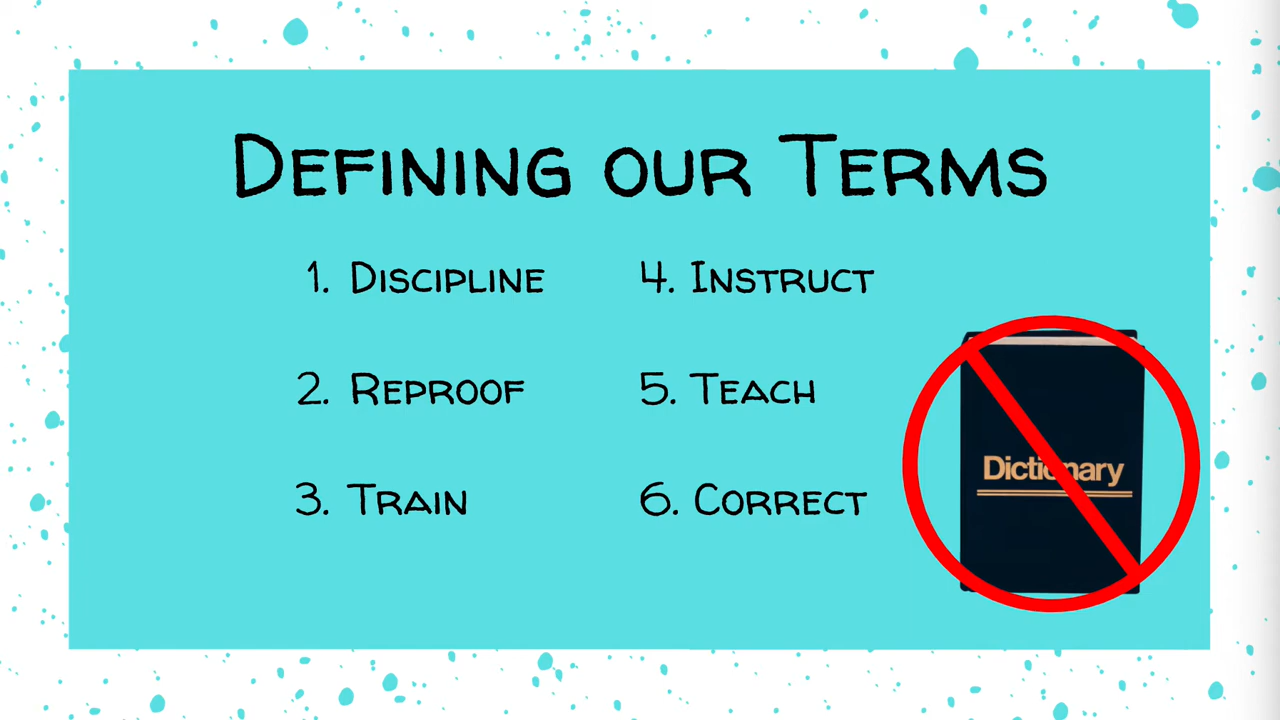 Defining our Terms
1. Discipline
2. Reproof
3. Train
4. Instruct
5. Teach
6. Correct
Dictionary